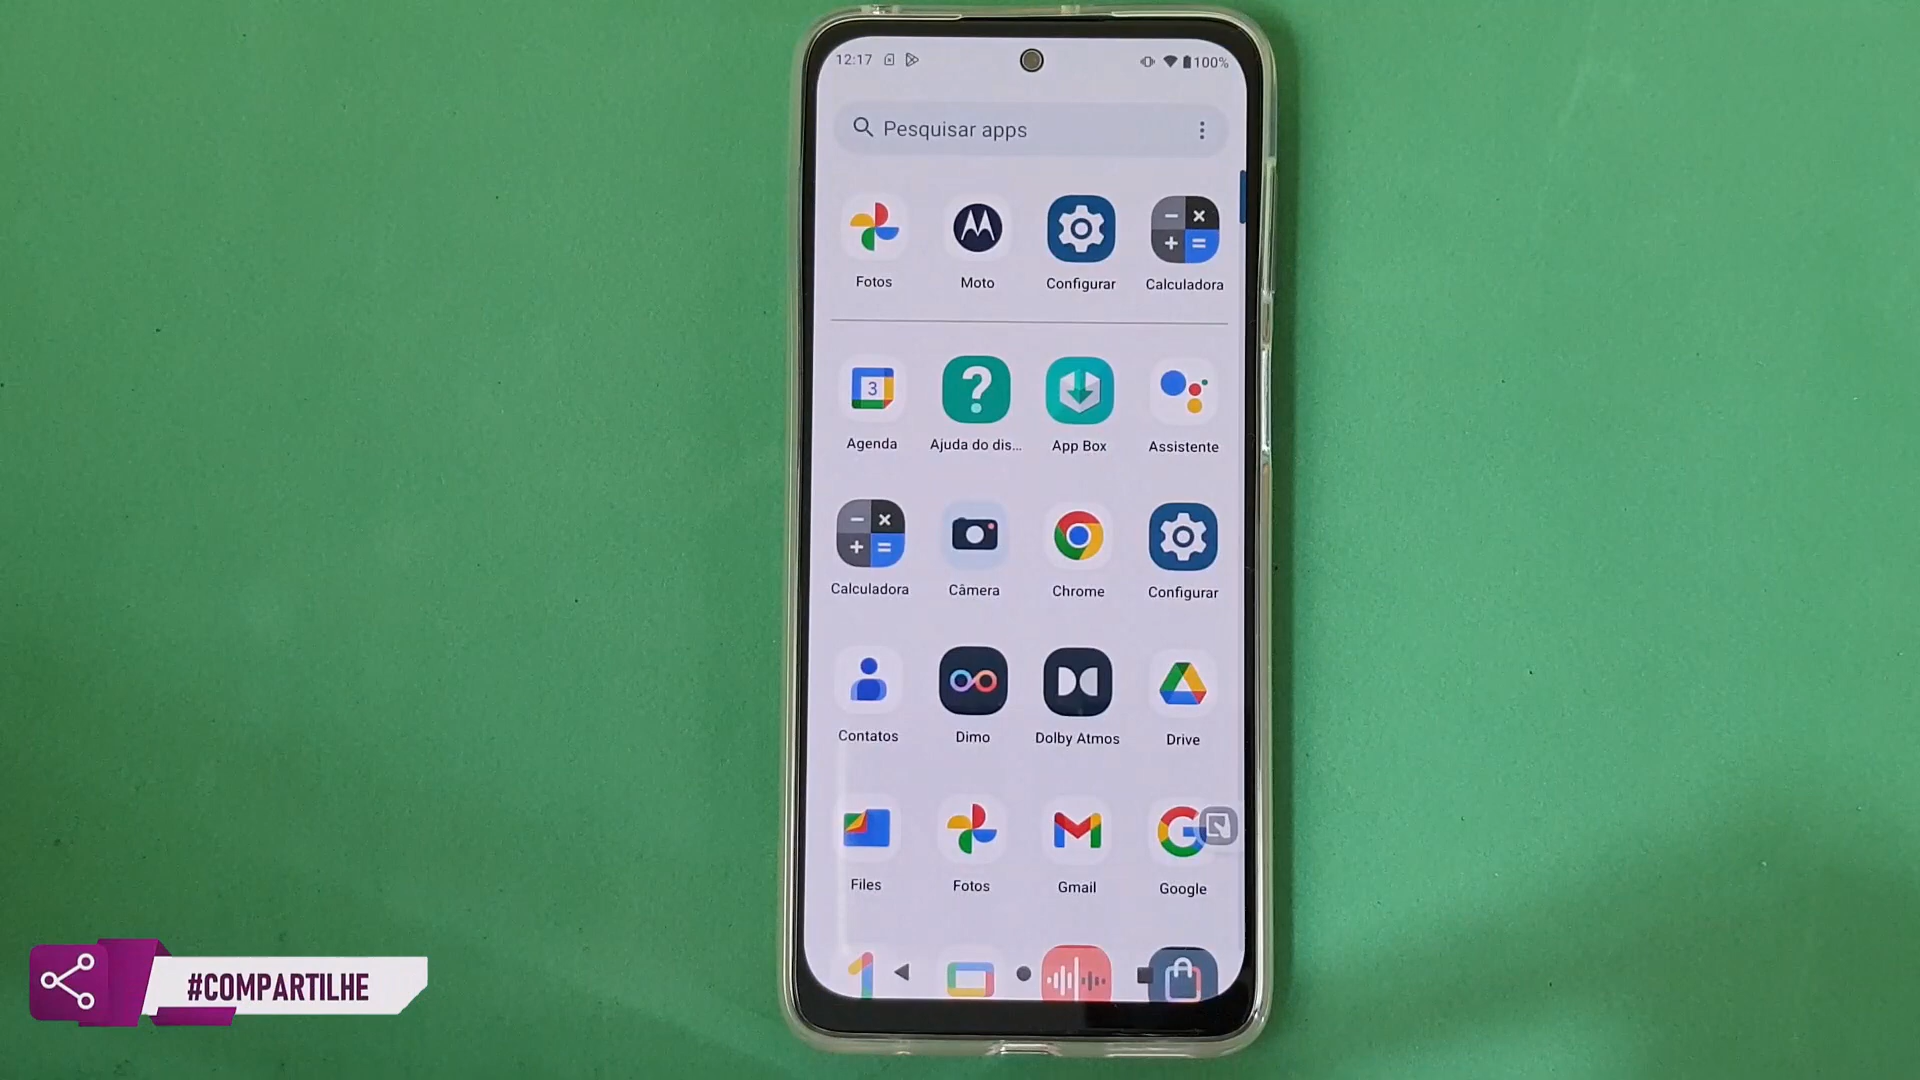 12:17 100%
Pesquisar apps
Fotos Moto Configurar Calculadora
3
Agenda Ajuda do dis... App Box Assistente
Calculadora Câmera Chrome Configurar
Contatos Dimo Dolby Atmos Drive
Files Fotos Gmail Google
#COMPARTILHE